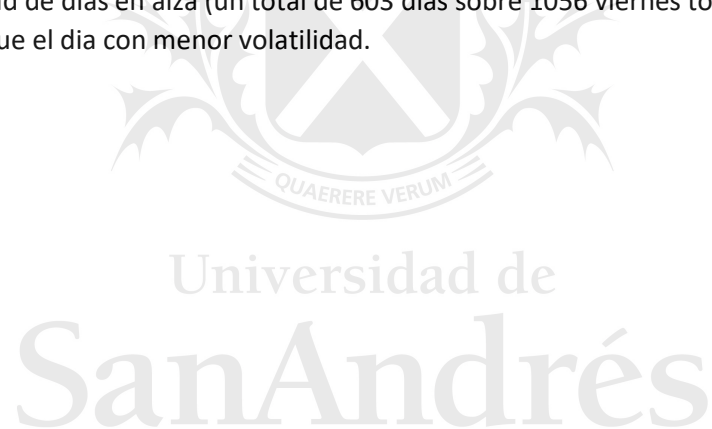 d de días en alza (un total de 603 días sobre 1056 viernes to
ue el dia con menor volatilidad.
QUAERERE VERUM
Universidad de
SanAndrés